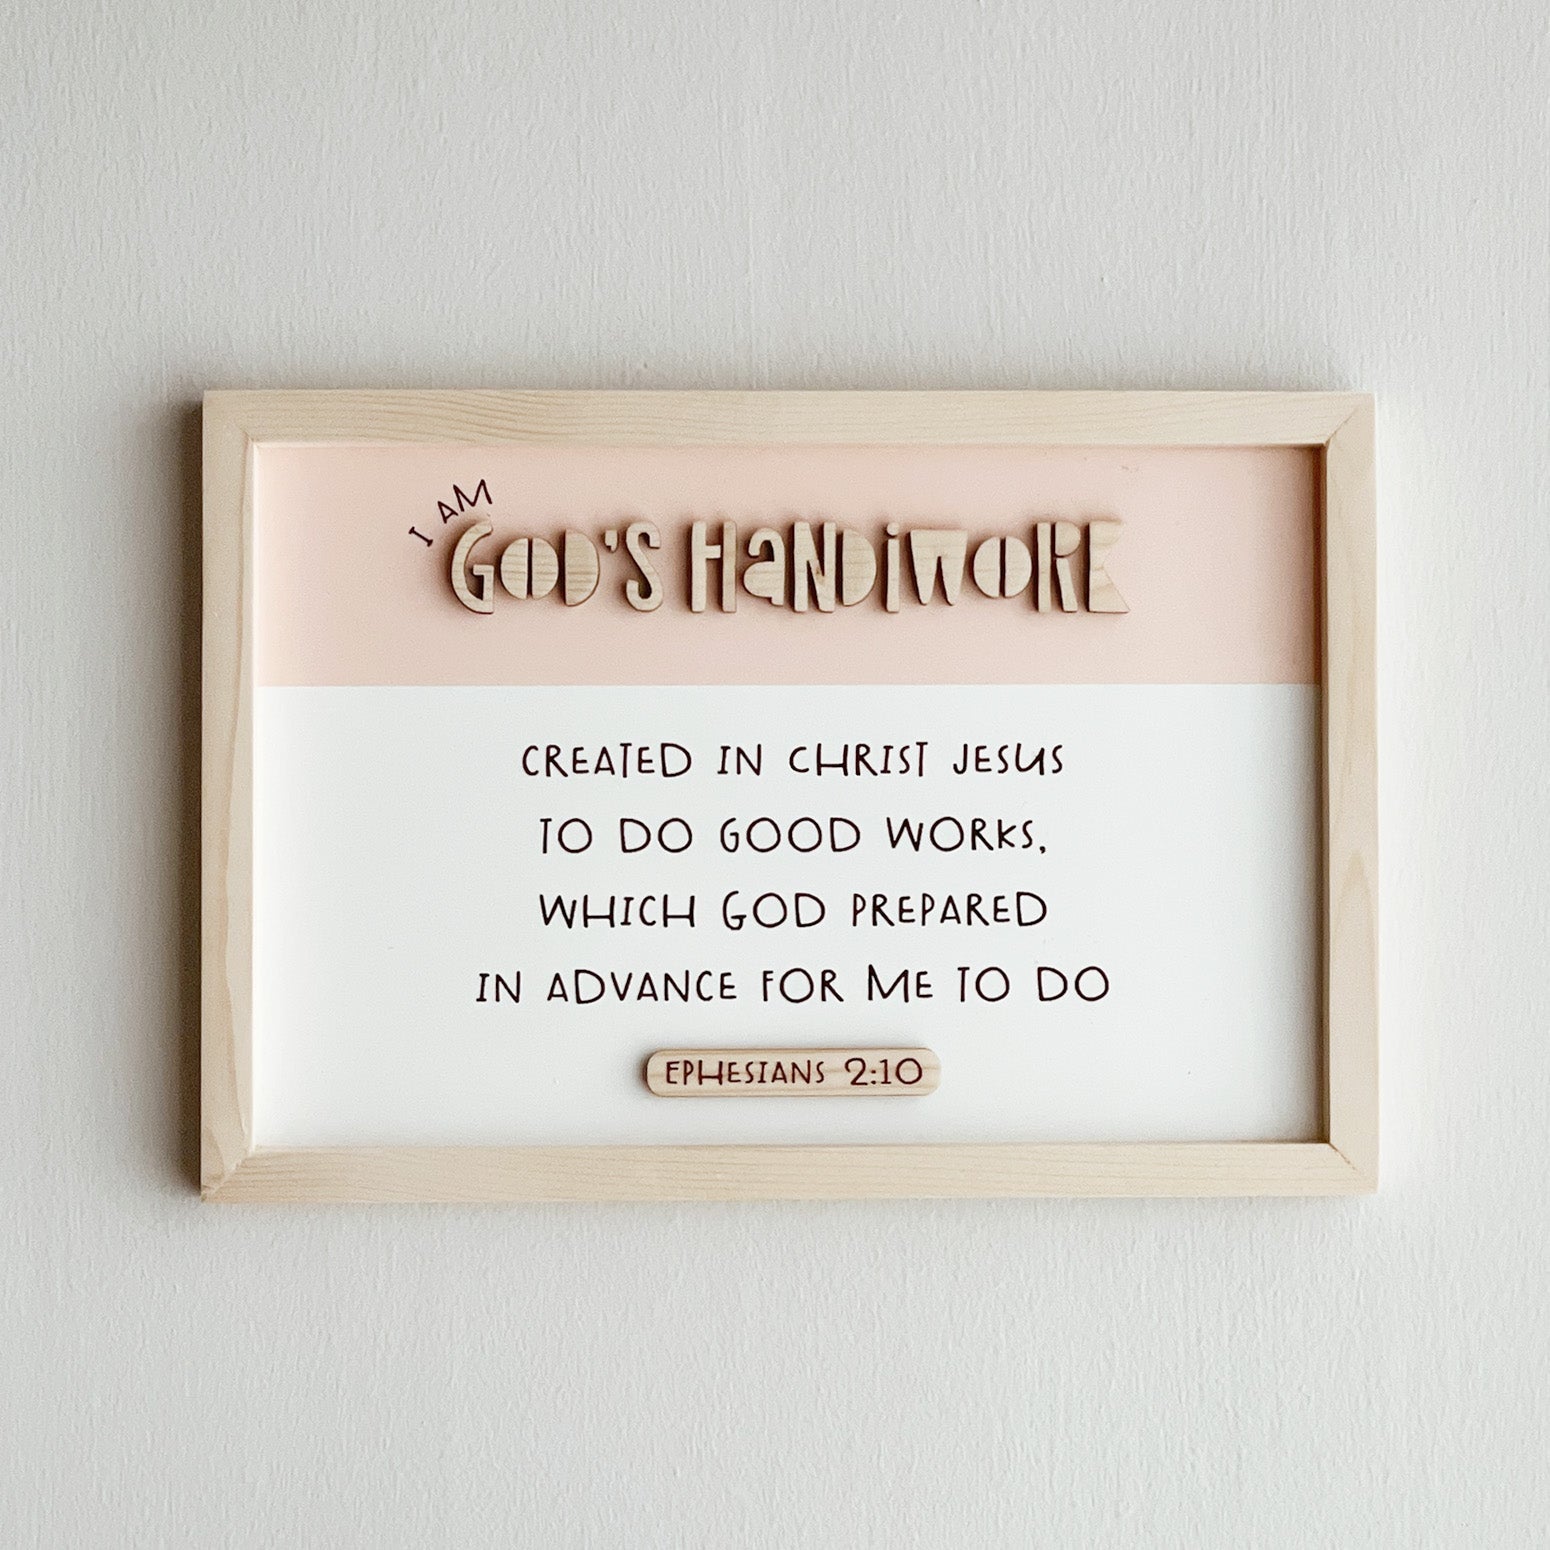 I AM
GOD'S HANDIWORK
CREATED IN CHRIST JESUS
TO DO GOOD WORKS,
WHICH GOD PREPARED
IN ADVANCE FOR ME TO DO
EPHESIANS 2:10